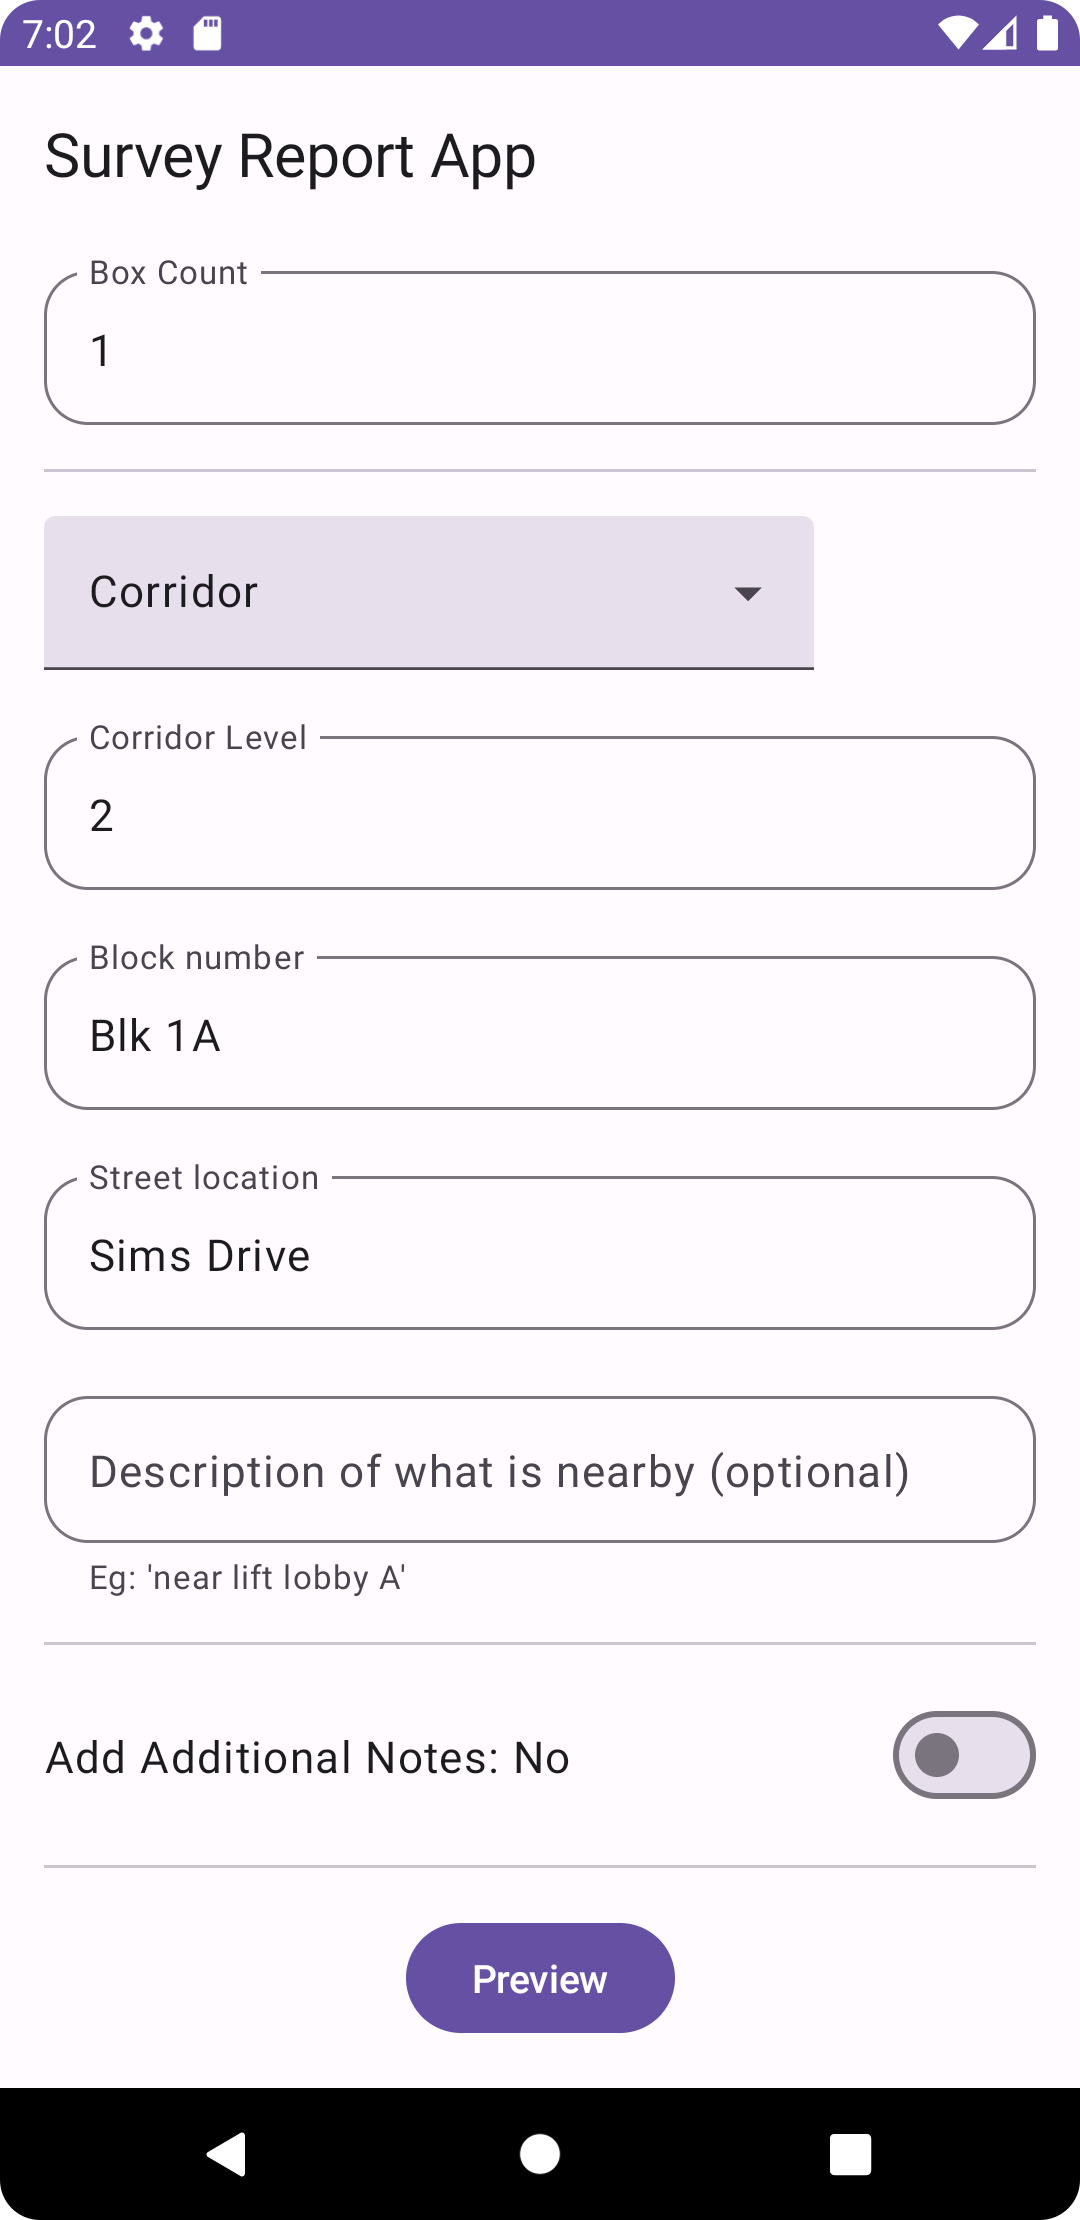 7:02
Survey Report App
Box Count
1
Corridor
Corridor Level
2
Block number
Blk 1A
Street location
Sims Drive
Description of what is nearby (optional)
Eg: 'near lift lobby A'
Add Additional Notes: No
Preview